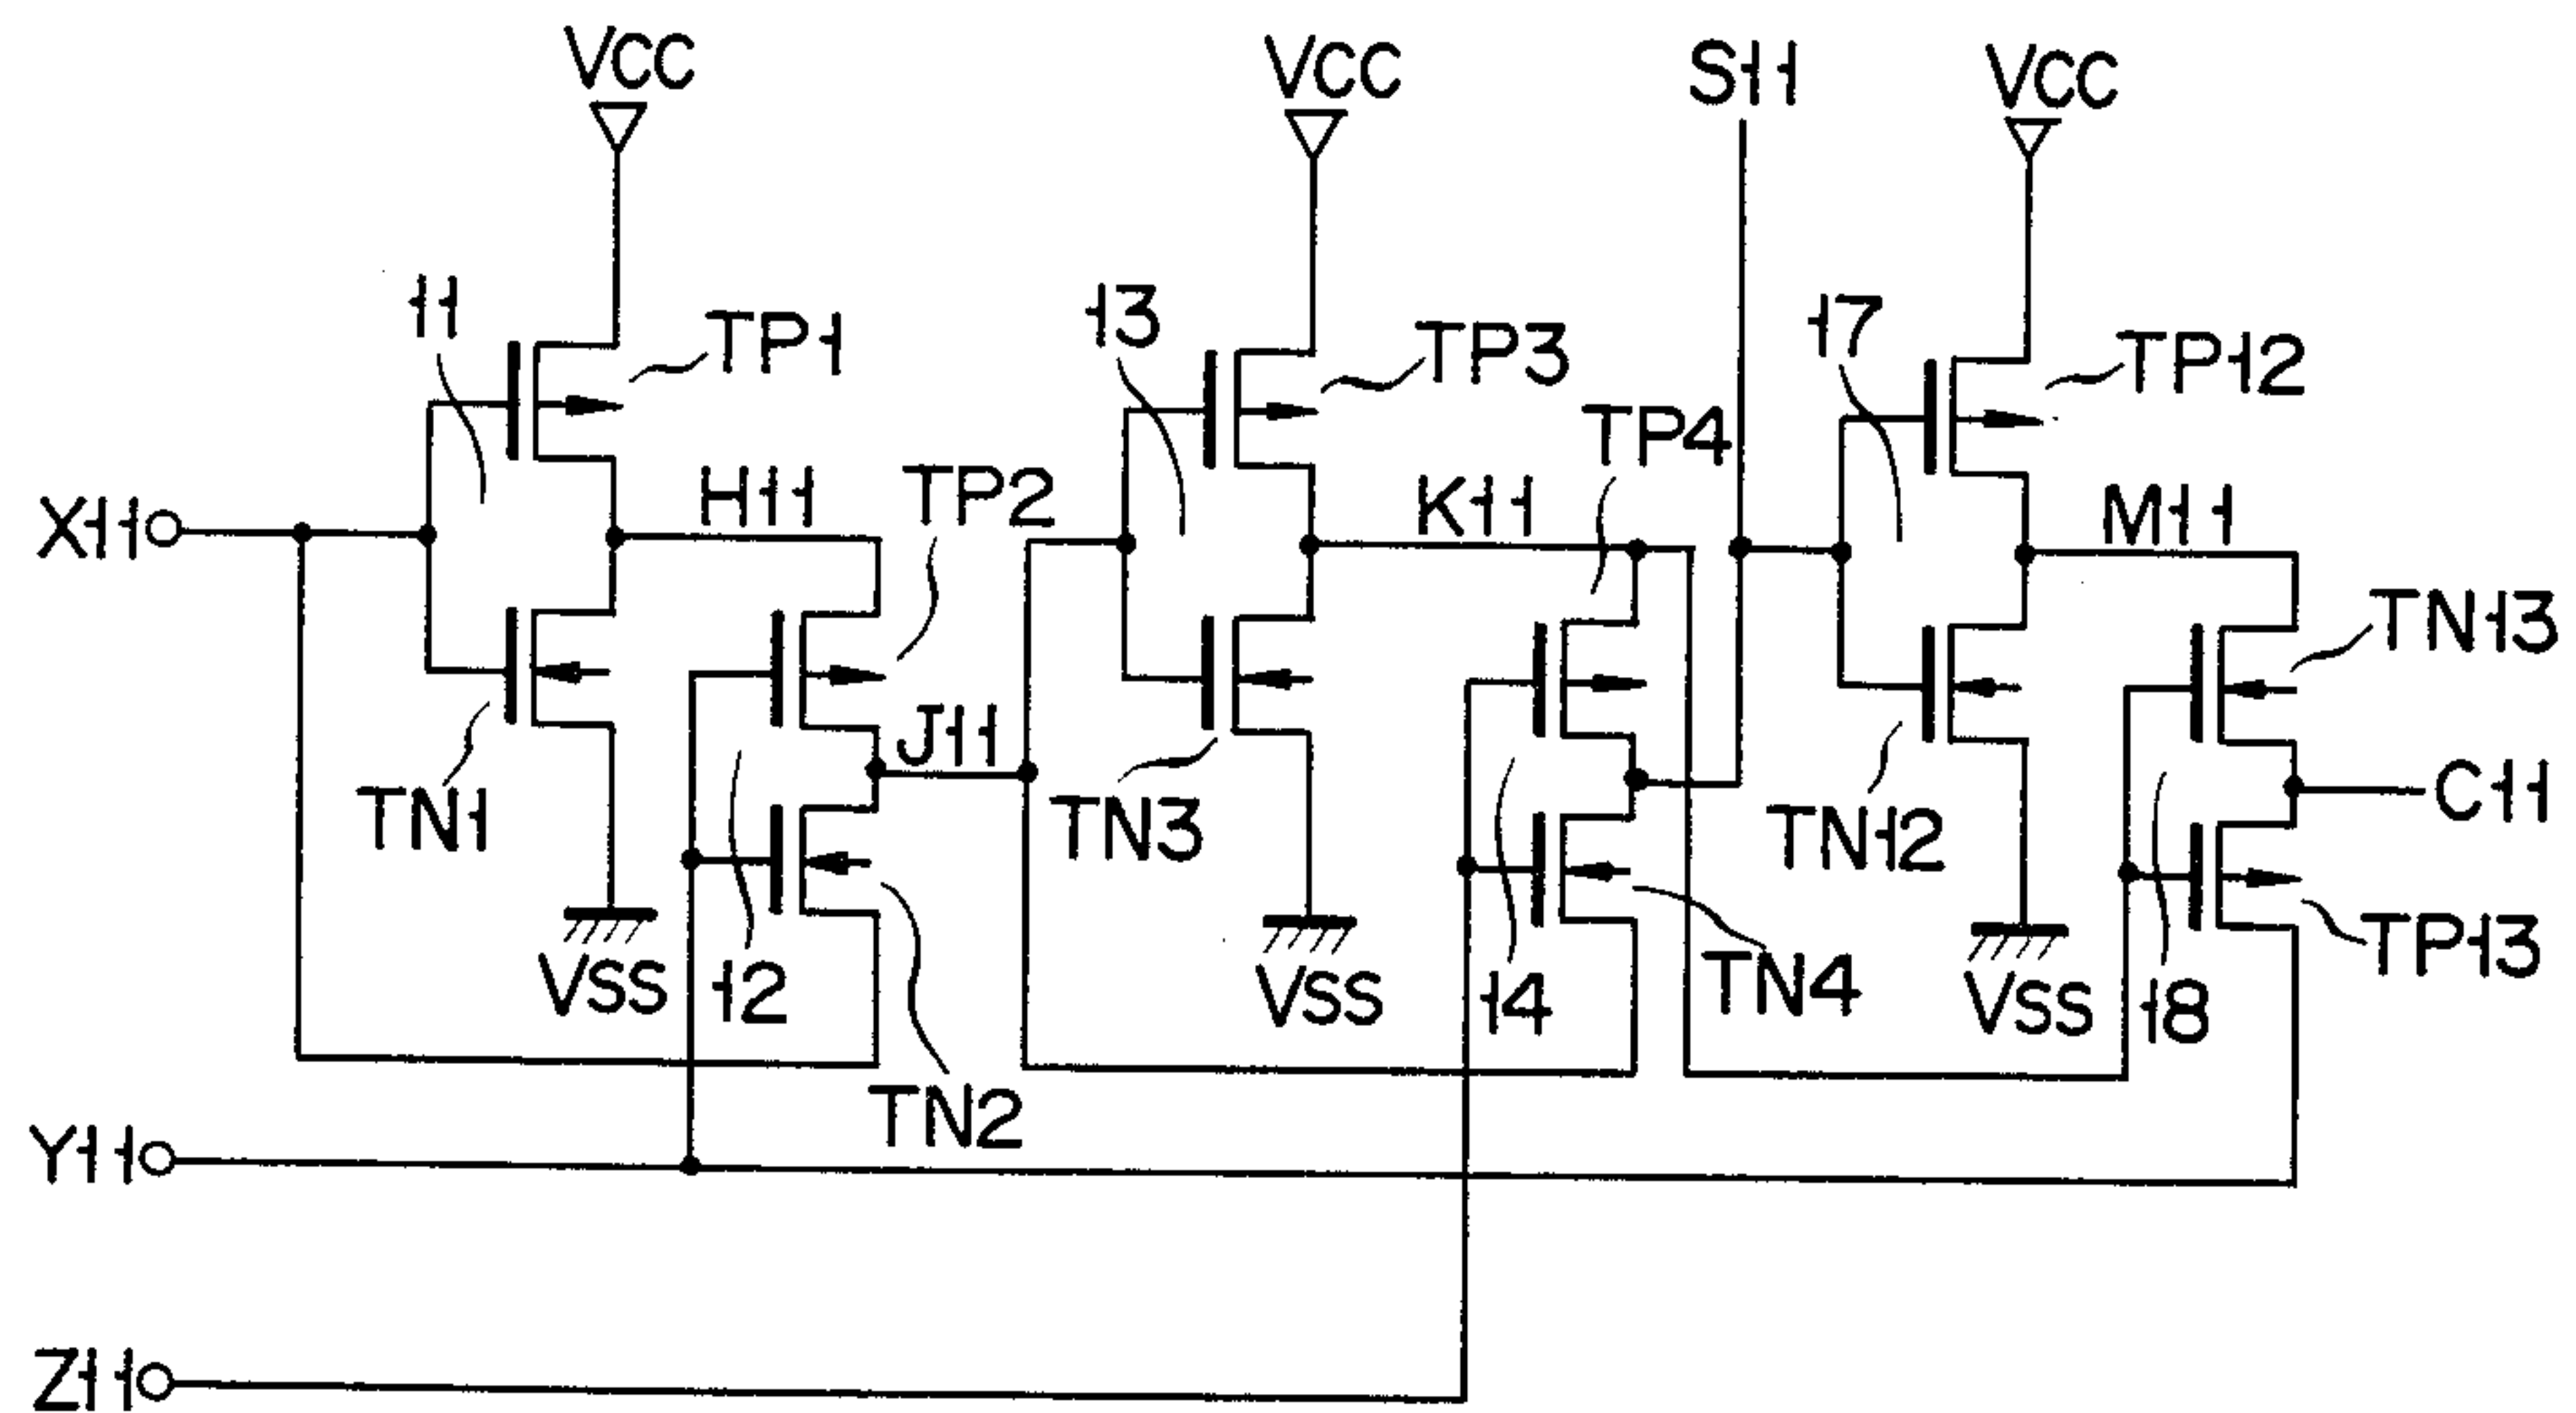 VCC
VCC
S11
VCC
11
TP1
13
TP3
17
TP12
TP4
X11
H11
TP2
K11
M11
TN13
J11
C11
TN1
TN3
TN12
TP13
VSS
12
VSS
14
TN4
VSS
18
TN2
Y11
Z11